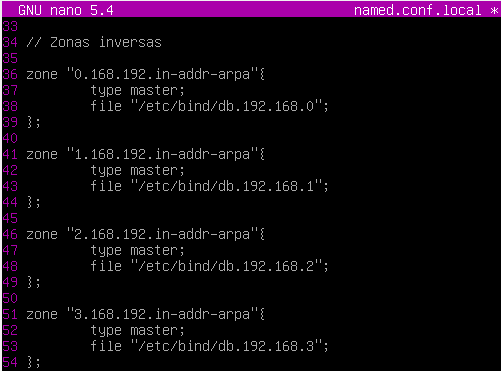 GNU nano 5.4 named.conf.local *
33
34 // Zonas inversas
35
36 zone "0.168.192.in-addr-arpa"{
37 type master;
38 file "/etc/bind/db.192.168.0";
39 };
40
41 zone "1.168.192.in-addr-arpa"{
42 type master;
43 file "/etc/bind/db.192.168.1";
44 };
45
46 zone "2.168.192.in-addr-arpa"{
47 type master;
48 file "/etc/bind/db.192.168.2";
49 };
50
51 zone "3.168.192.in-addr-arpa"{
52 type master;
53 file "/etc/bind/db.192.168.3";
54 };